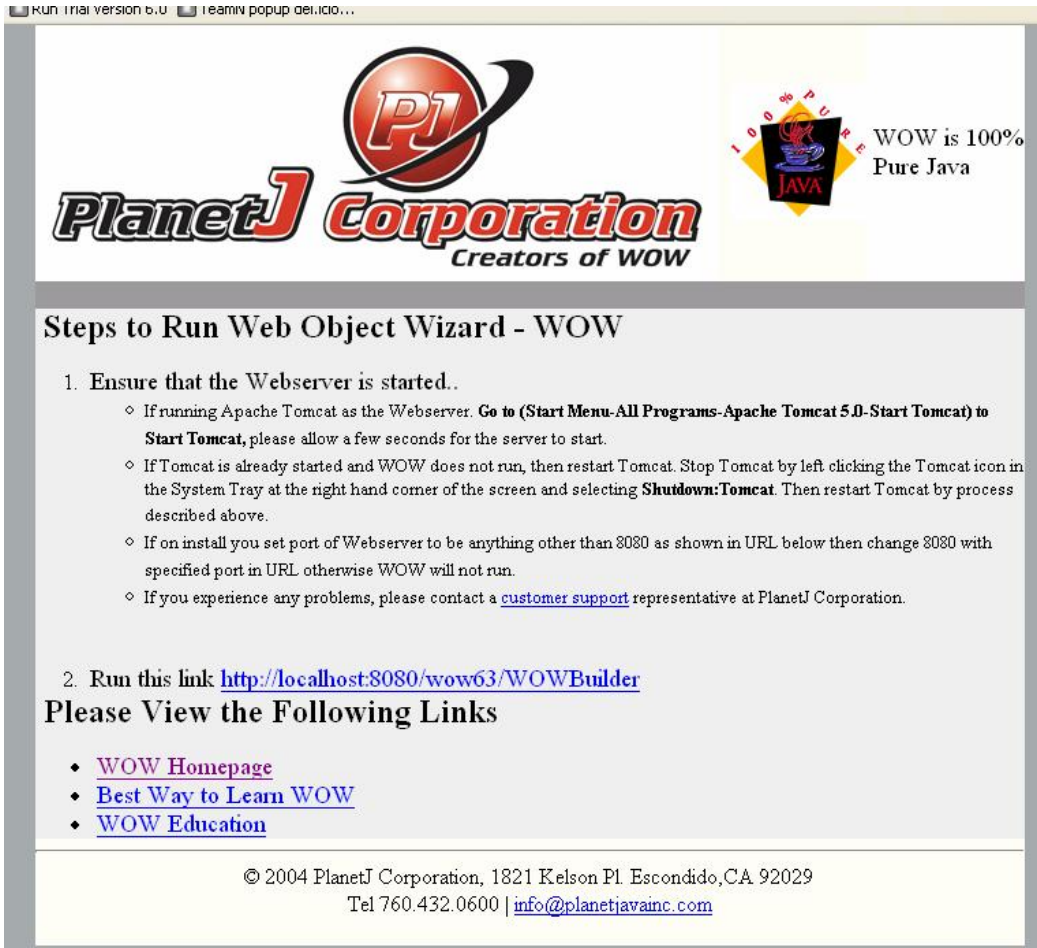 Run Trial Version 6.0 TeamN popup del.icio...
PJ
PlanetJ Corporation
Creators of WOW
100% PURE
JAVA
WOW is 100%
Pure Java
Steps to Run Web Object Wizard - WOW
1. Ensure that the Webserver is started..
If running Apache Tomcat as the Webserver. Go to (Start Menu-All Programs-Apache Tomcat 5.0-Start Tomcat) to
Start Tomcat, please allow a few seconds for the server to start.
If Tomcat is already started and WOW does not run, then restart Tomcat. Stop Tomcat by left clicking the Tomcat icon in
the System Tray at the right hand corner of the screen and selecting Shutdown:Tomcat. Then restart Tomcat by process
described above.
If on install you set port of Webserver to be anything other than 8080 as shown in URL below then change 8080 with
specified port in URL otherwise WOW will not run.
If you experience any problems, please contact a customer support representative at PlanetJ Corporation.
2. Run this link http://localhost:8080/wow63/WOWBuilder
Please View the Following Links
WOW Homepage
Best Way to Learn WOW
WOW Education
© 2004 PlanetJ Corporation, 1821 Kelson Pl. Escondido,CA 92029
Tel 760.432.0600 | info@planetjavainc.com